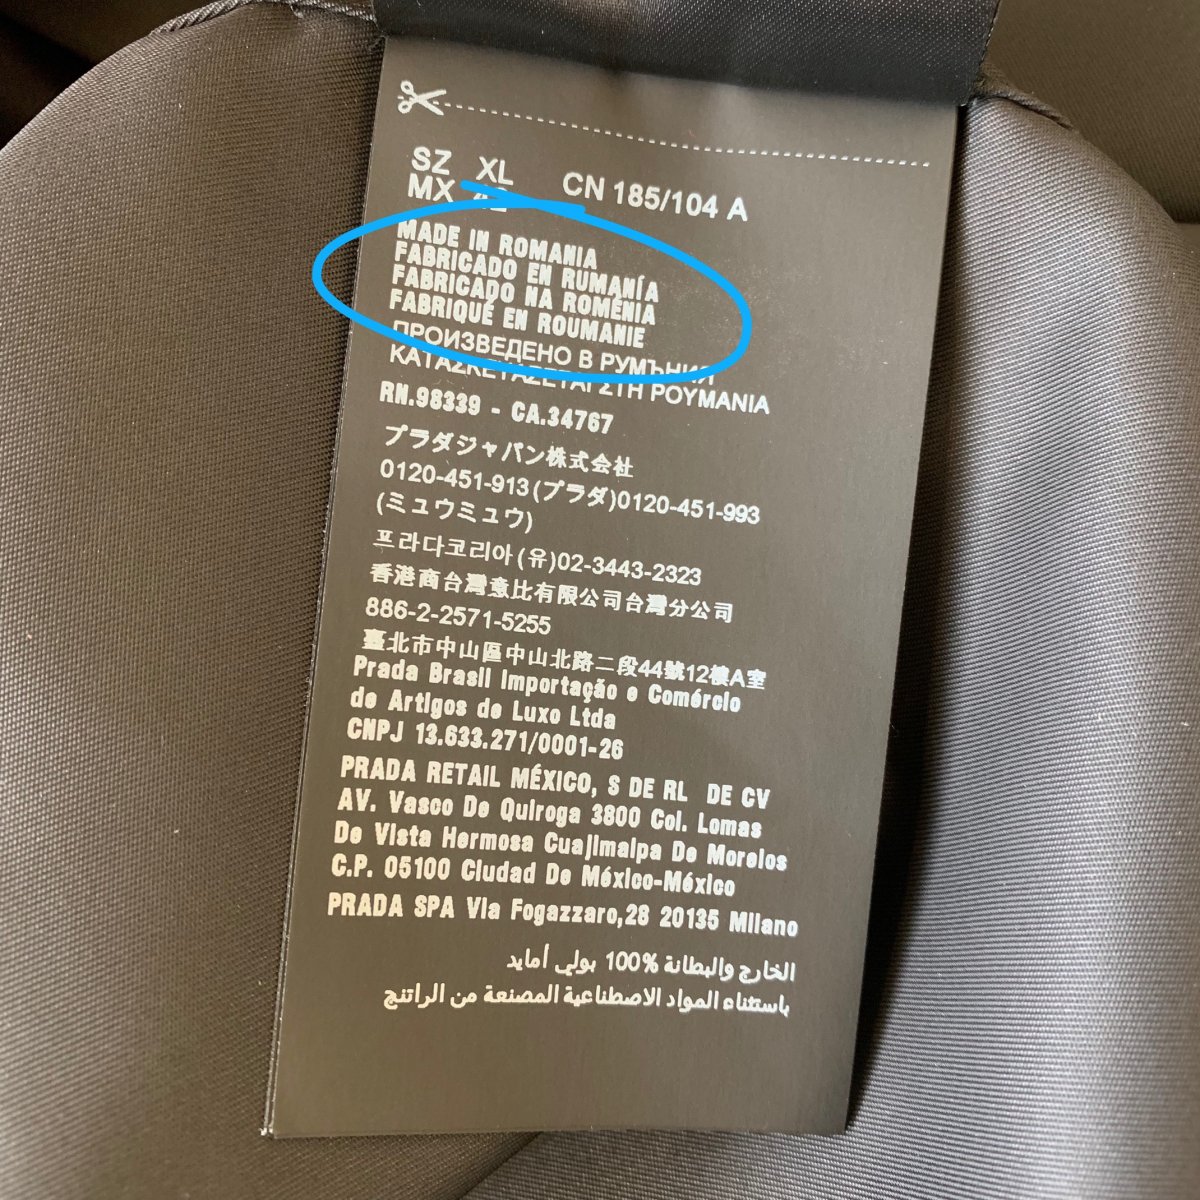 SZ XL CN 185/104 A
MX 42
MADE IN ROMANIA
FABRICADO EN RUMANÍA
FABRICADO NA ROMÉNIA
FABRIQUÉ EN ROUMANIE
ПРОИЗВЕДЕНО В РУМЪНИЯ
ΚΑΤΑΣΚΕΥΑΖΕΤΑΙ ΣΤΗ ΡΟΥΜΑΝΙΑ
RN.98339 - CA.34767
プラダジャパン株式会社
0120-451-913(プラダ)0120-451-993
(ミュウミュウ)
프라다코리아(유)02-3443-2323
香港商台灣意比有限公司台灣分公司
886-2-2571-5255
臺北市中山區中山北路二段44號12樓A室
Prada Brasil Importação e Comércio
de Artigos de Luxo Ltda
CNPJ 13.633.271/0001-26
PRADA RETAIL MÉXICO, S DE RL DE CV
AV. Vasco De Quiroga 3800 Col. Lomas
De Vista Hermosa Cuajimalpa De Morelos
C.P. 05100 Ciudad De México-México
PRADA SPA Via Fogazzaro,28 20135 Milano
الخارج والبطانة 100% بولي أمايد
باستثناء المواد الاصطناعية المصنعة من الراتنج